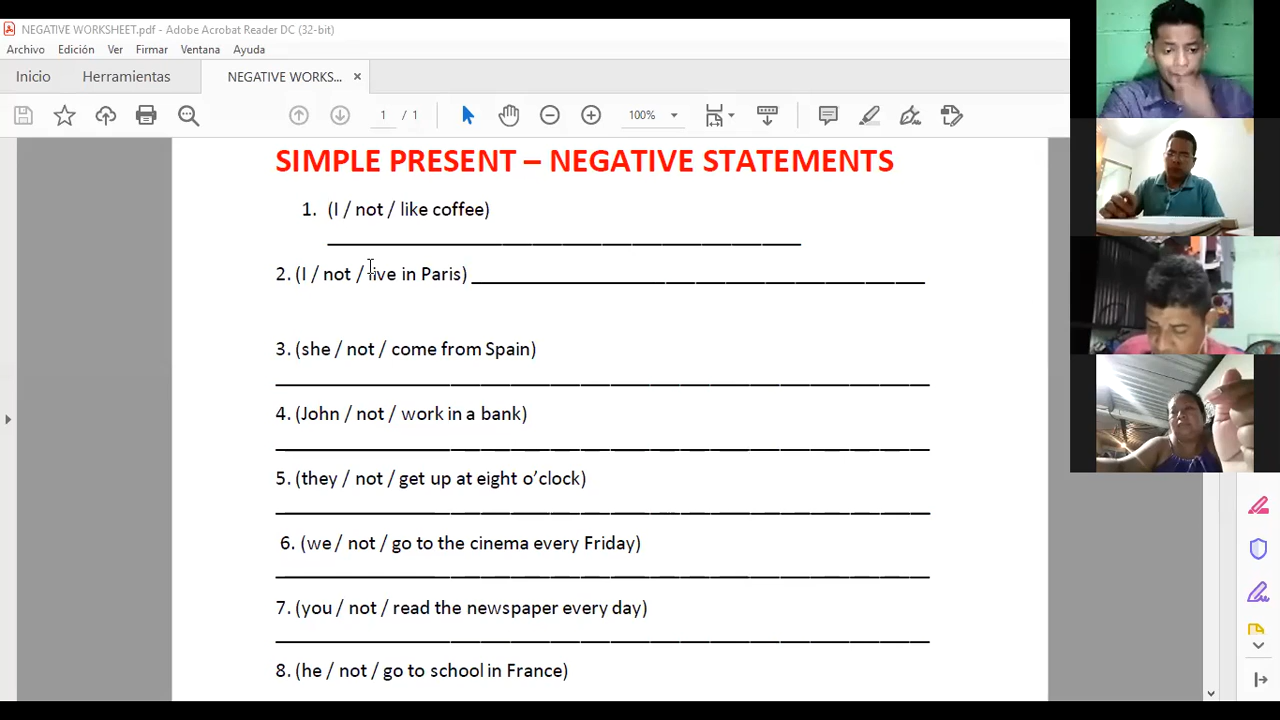 NEGATIVE WORKSHEET.pdf - Adobe Acrobat Reader DC (32-bit)
Archivo Edición Ver Firmar Ventana Ayuda
Inicio Herramientas NEGATIVE WORKS... ×
1 / 1 100%
SIMPLE PRESENT – NEGATIVE STATEMENTS
1. (I / not / like coffee)
2. (I / not / live in Paris)
3. (she / not / come from Spain)
4. (John / not / work in a bank)
5. (they / not / get up at eight o’clock)
6. (we / not / go to the cinema every Friday)
7. (you / not / read the newspaper every day)
8. (he / not / go to school in France)